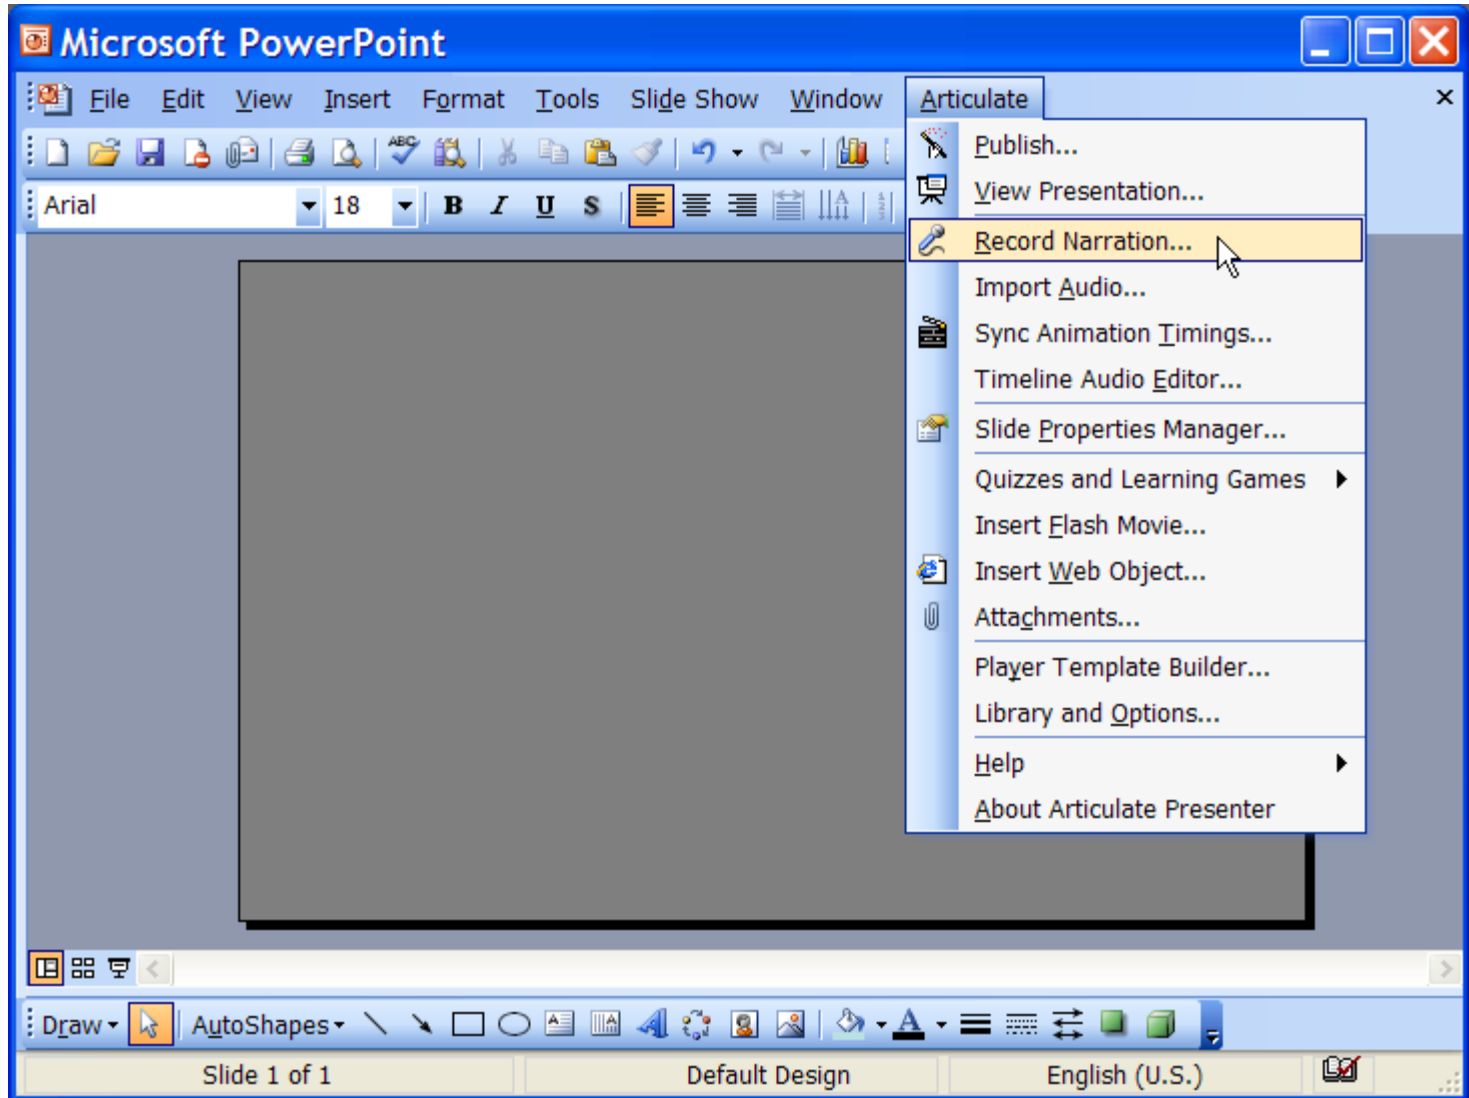 Microsoft PowerPoint
File Edit View Insert Format Tools Slide Show Window Articulate
ABC
Arial 18 B I U S A
Publish...
View Presentation...
Record Narration...
Import Audio...
Sync Animation Timings...
Timeline Audio Editor...
Slide Properties Manager...
Quizzes and Learning Games
Insert Flash Movie...
Insert Web Object...
Attachments...
Player Template Builder...
Library and Options...
Help
About Articulate Presenter
Draw AutoShapes A A
Slide 1 of 1 Default Design English (U.S.)